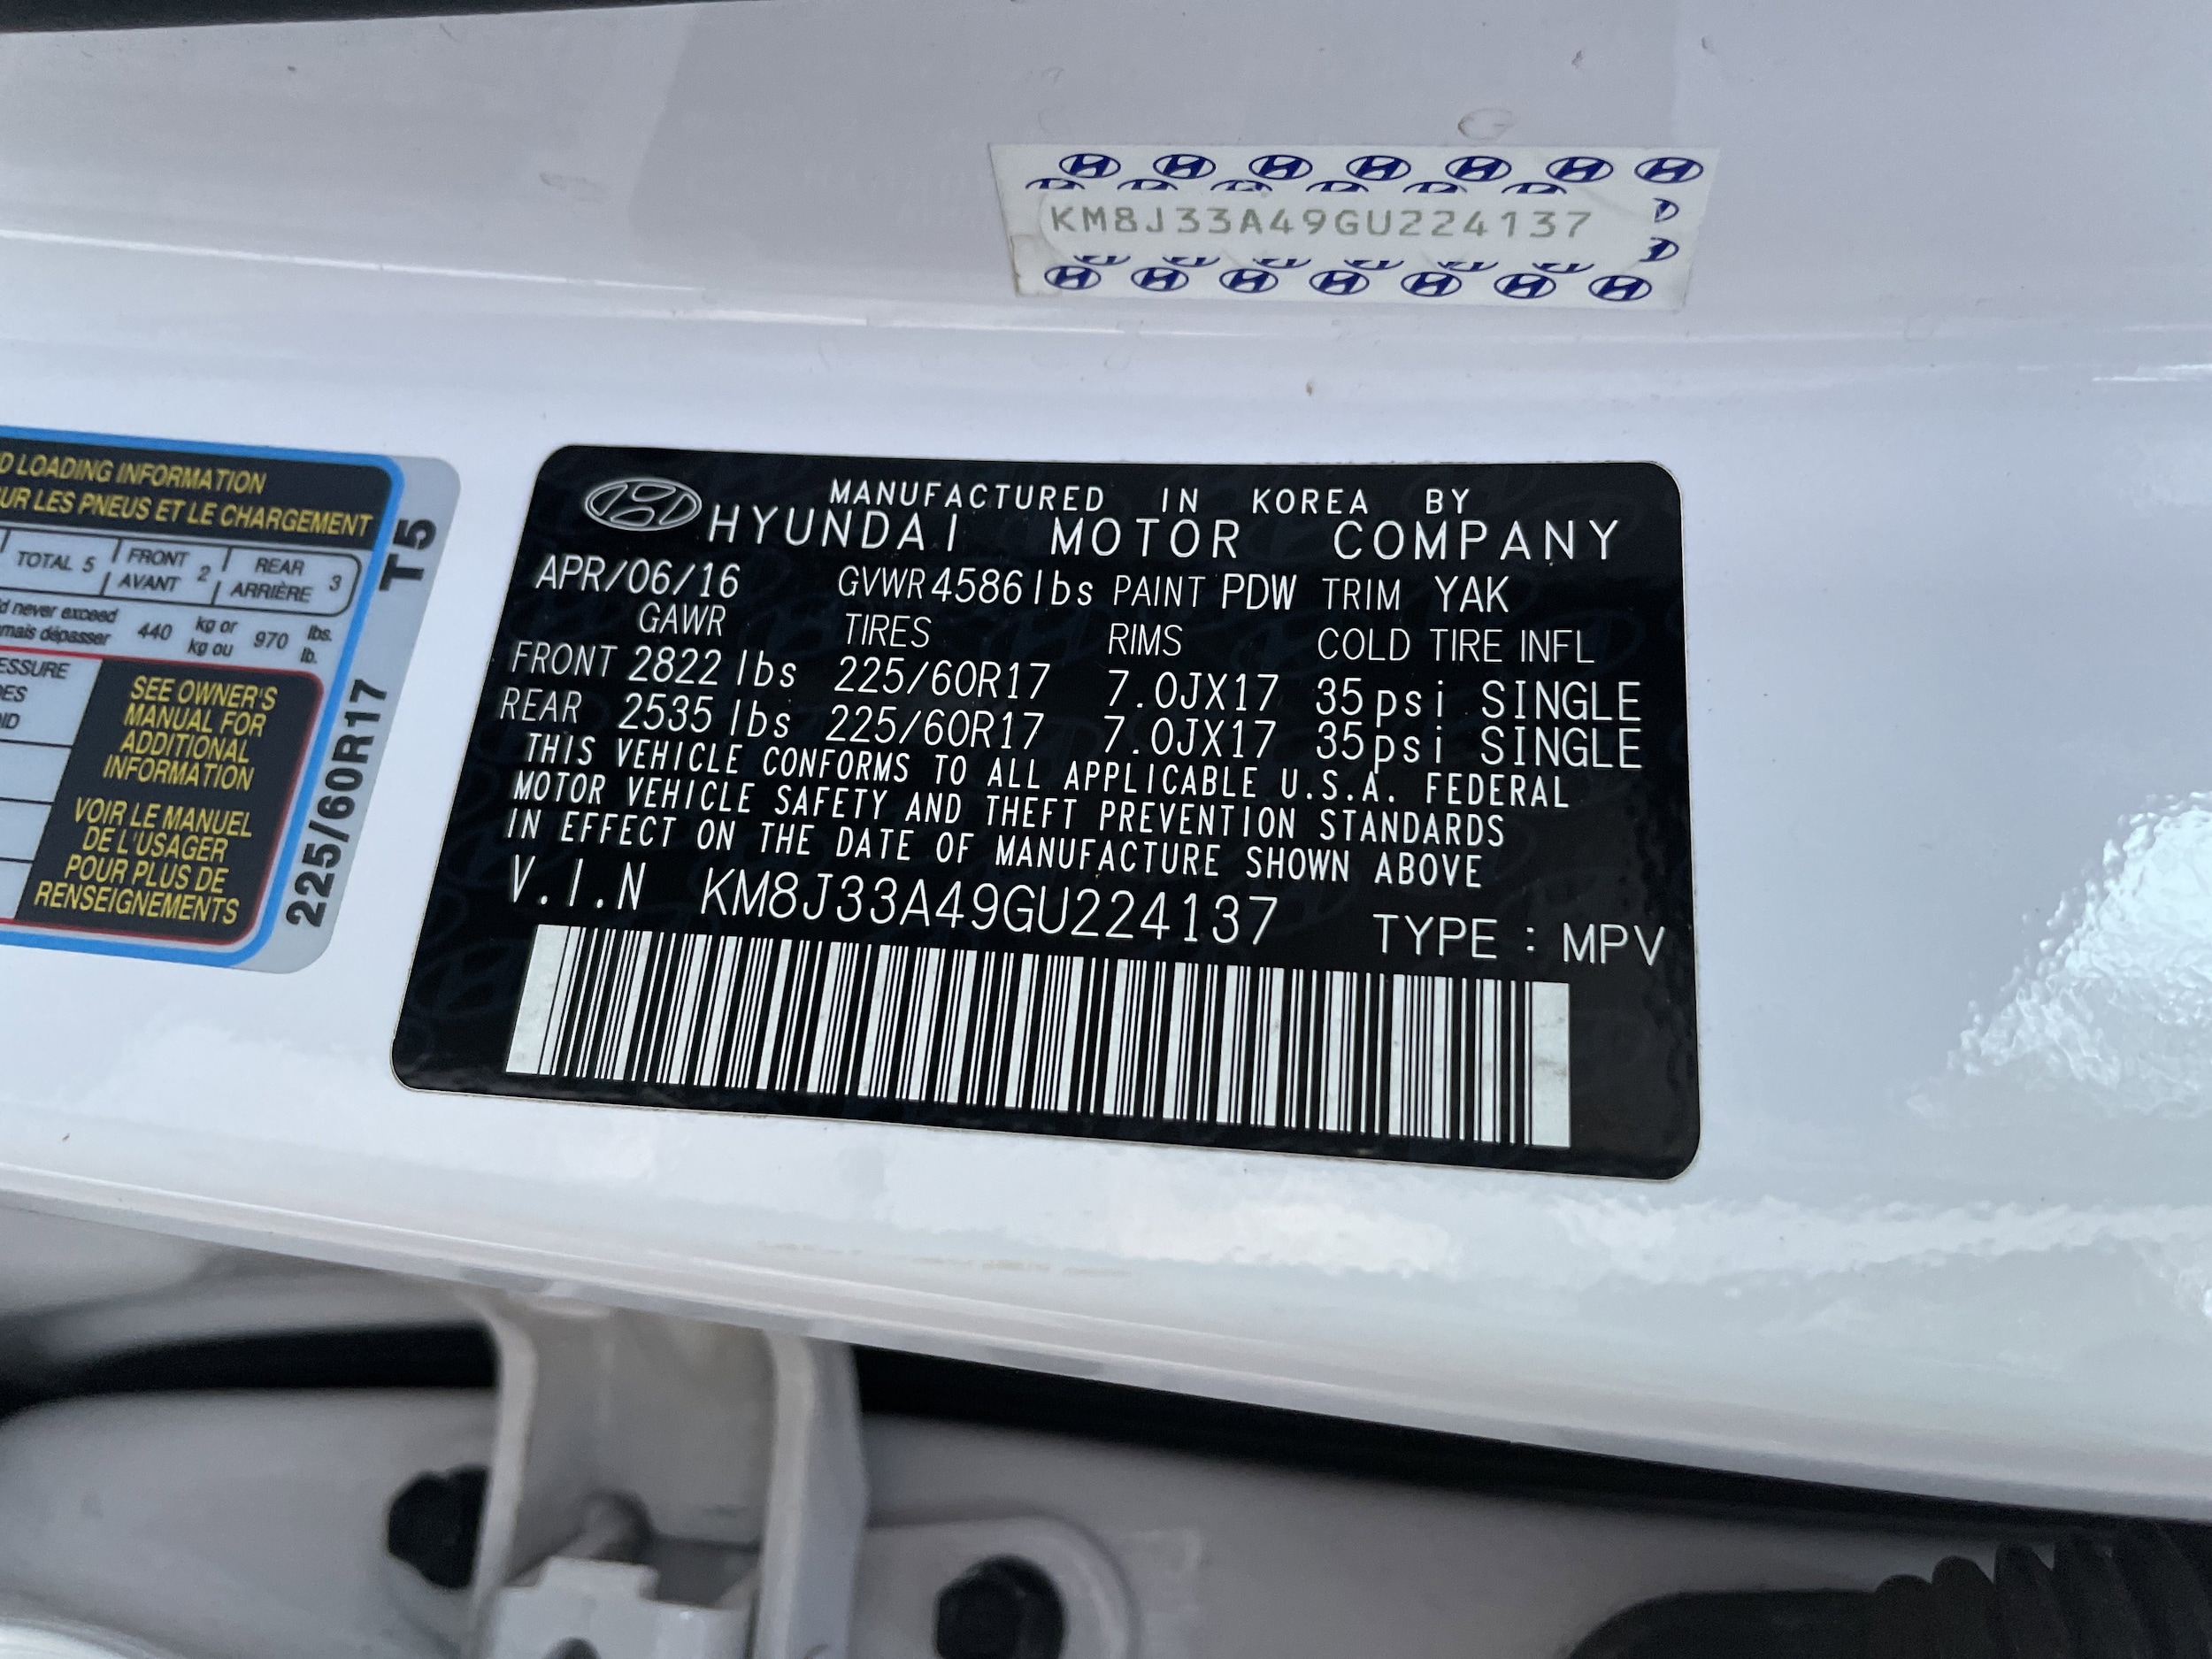 KM8J33A49GU224137
D LOADING INFORMATION
UR LES PNEUS ET LE CHARGEMENT
TOTAL 5 FRONT AVANT 2 REAR ARRIÈRE 3
d never exceed
mais dépasser 440 kg or kg ou 970 lbs. lb.
ESSURE
SEE OWNER'S
MANUAL FOR
ADDITIONAL
INFORMATION
VOIR LE MANUEL
DE L'USAGER
POUR PLUS DE
RENSEIGNEMENTS
225/60R17 T5
MANUFACTURED IN KOREA BY
HYUNDAI MOTOR COMPANY
APR/06/16 GVWR 4586 lbs PAINT PDW TRIM YAK
GAWR TIRES RIMS COLD TIRE INFL
FRONT 2822 lbs 225/60R17 7.0JX17 35psi SINGLE
REAR 2535 lbs 225/60R17 7.0JX17 35psi SINGLE
THIS VEHICLE CONFORMS TO ALL APPLICABLE U.S.A. FEDERAL
MOTOR VEHICLE SAFETY AND THEFT PREVENTION STANDARDS
IN EFFECT ON THE DATE OF MANUFACTURE SHOWN ABOVE
V.I.N KM8J33A49GU224137 TYPE : MPV